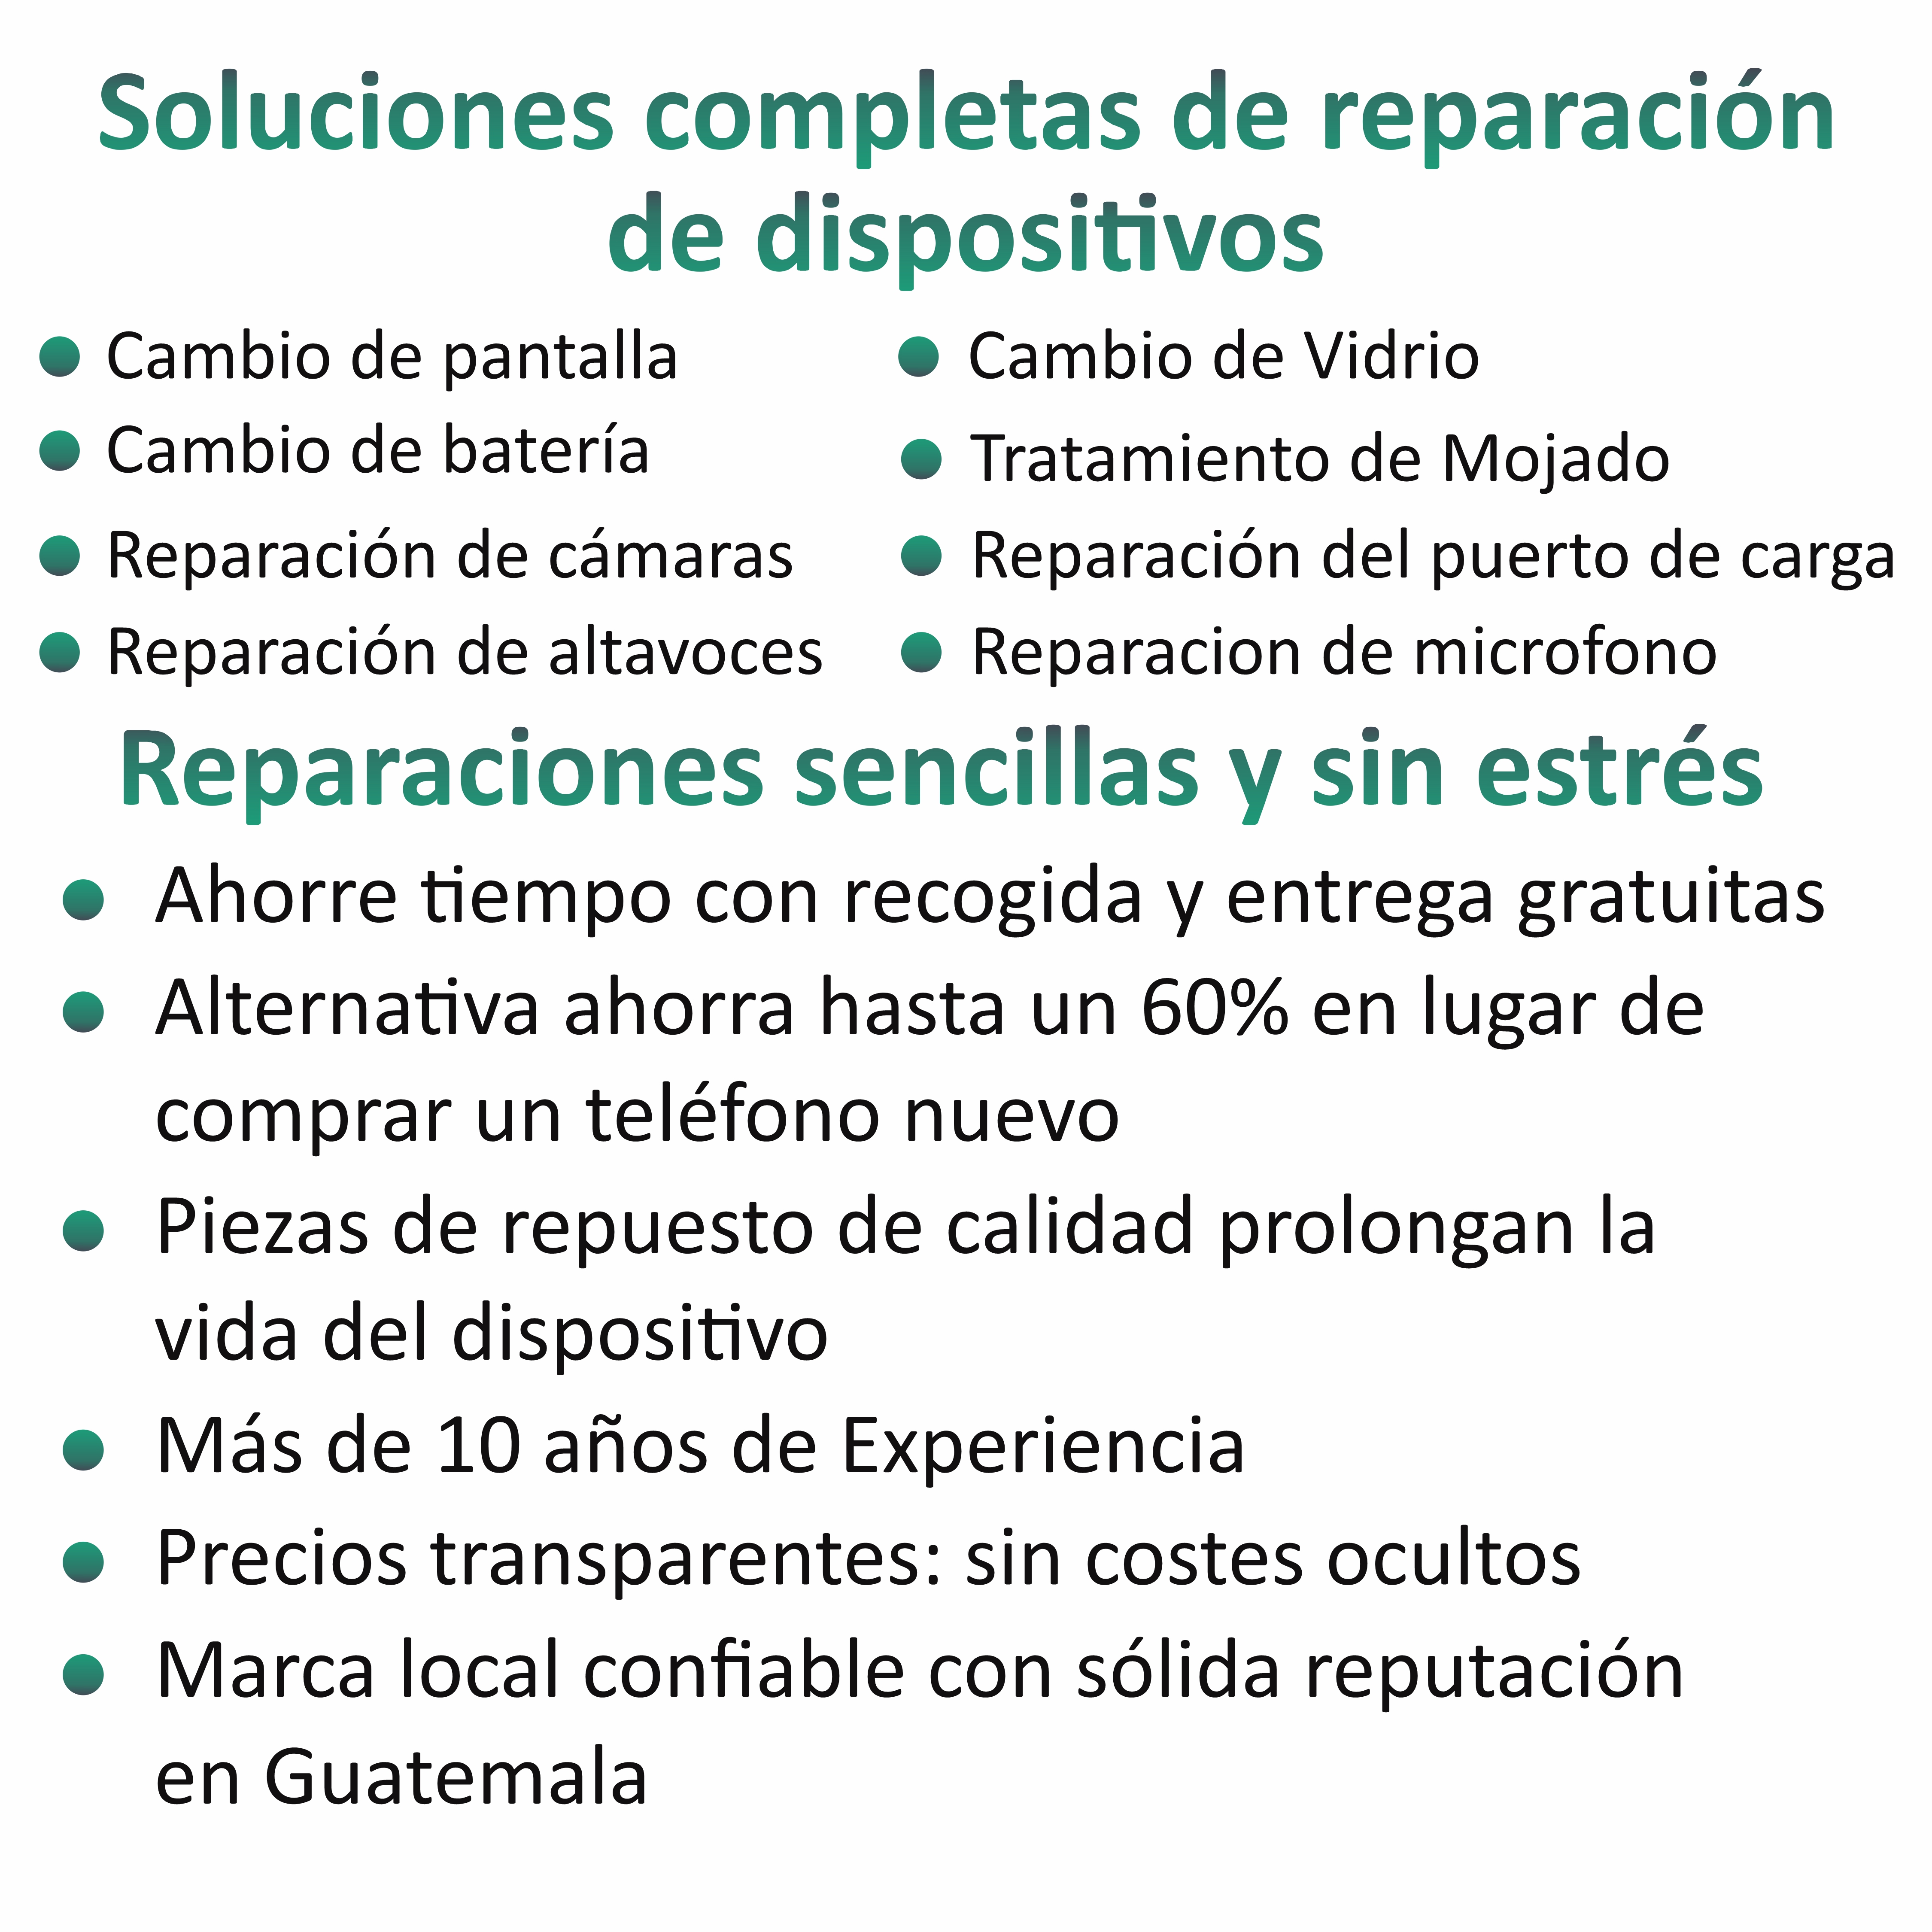 Soluciones completas de reparación
de dispositivos
Cambio de pantalla
Cambio de batería
Reparación de cámaras
Reparación de altavoces
Cambio de Vidrio
Tratamiento de Mojado
Reparación del puerto de carga
Reparacion de microfono
Reparaciones sencillas y sin estrés
Ahorre tiempo con recogida y entrega gratuitas
Alternativa ahorra hasta un 60% en lugar de
comprar un teléfono nuevo
Piezas de repuesto de calidad prolongan la
vida del dispositivo
Más de 10 años de Experiencia
Precios transparentes: sin costes ocultos
Marca local confiable con sólida reputación
en Guatemala